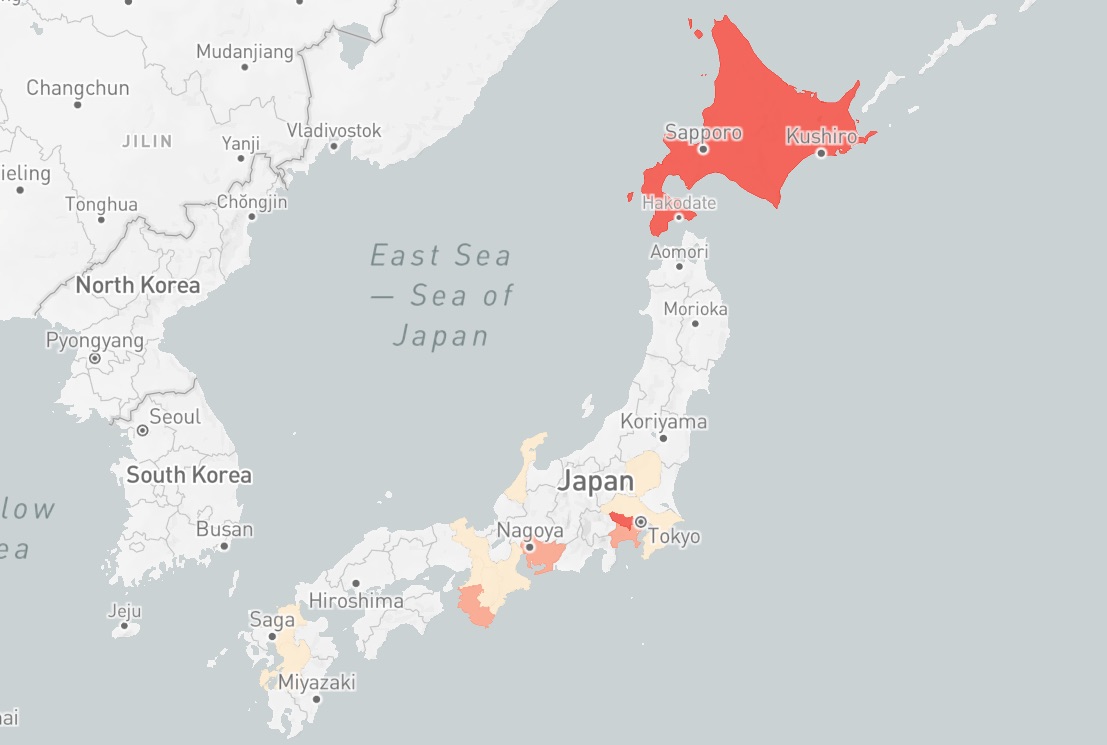 Mudanjiang
Changchun
Vladivostok
JILIN
Yanji
Sapporo
Kushiro
ieling
Tonghua
Chŏngjin
Hakodate
East Sea
— Sea of
Japan
Aomori
North Korea
Morioka
Pyongyang
Seoul
Koriyama
South Korea
Japan
low
ea
Busan
Nagoya
Tokyo
Hiroshima
Jeju
Saga
Miyazaki
ai